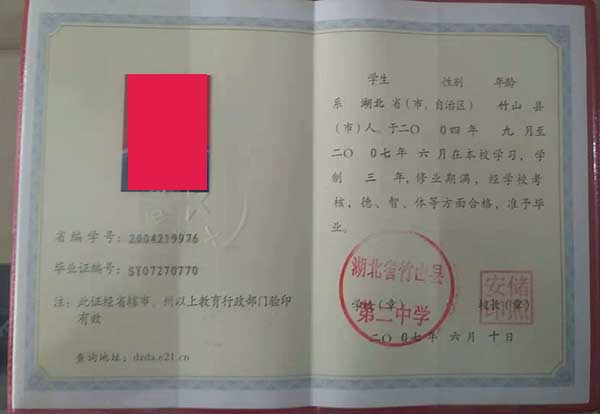 省编学号：2004219976
毕业证编号：SY07270770
注：此证经省辖市、州以上教育行政部门验印
有效
查询地址：dzda.e21.cn
学生 性别 年龄
系 湖北省（市、自治区） 竹山 县
（市）人。于二〇〇四年 九 月至
二〇〇七年 六 月在本校学习，学
制 三 年，修业期满，经学校考
核，德、智、体等方面合格，准予毕
业。
湖北省竹山县
第二中学
学校（章） 校长（章）
二〇〇七年 六 月 十 日